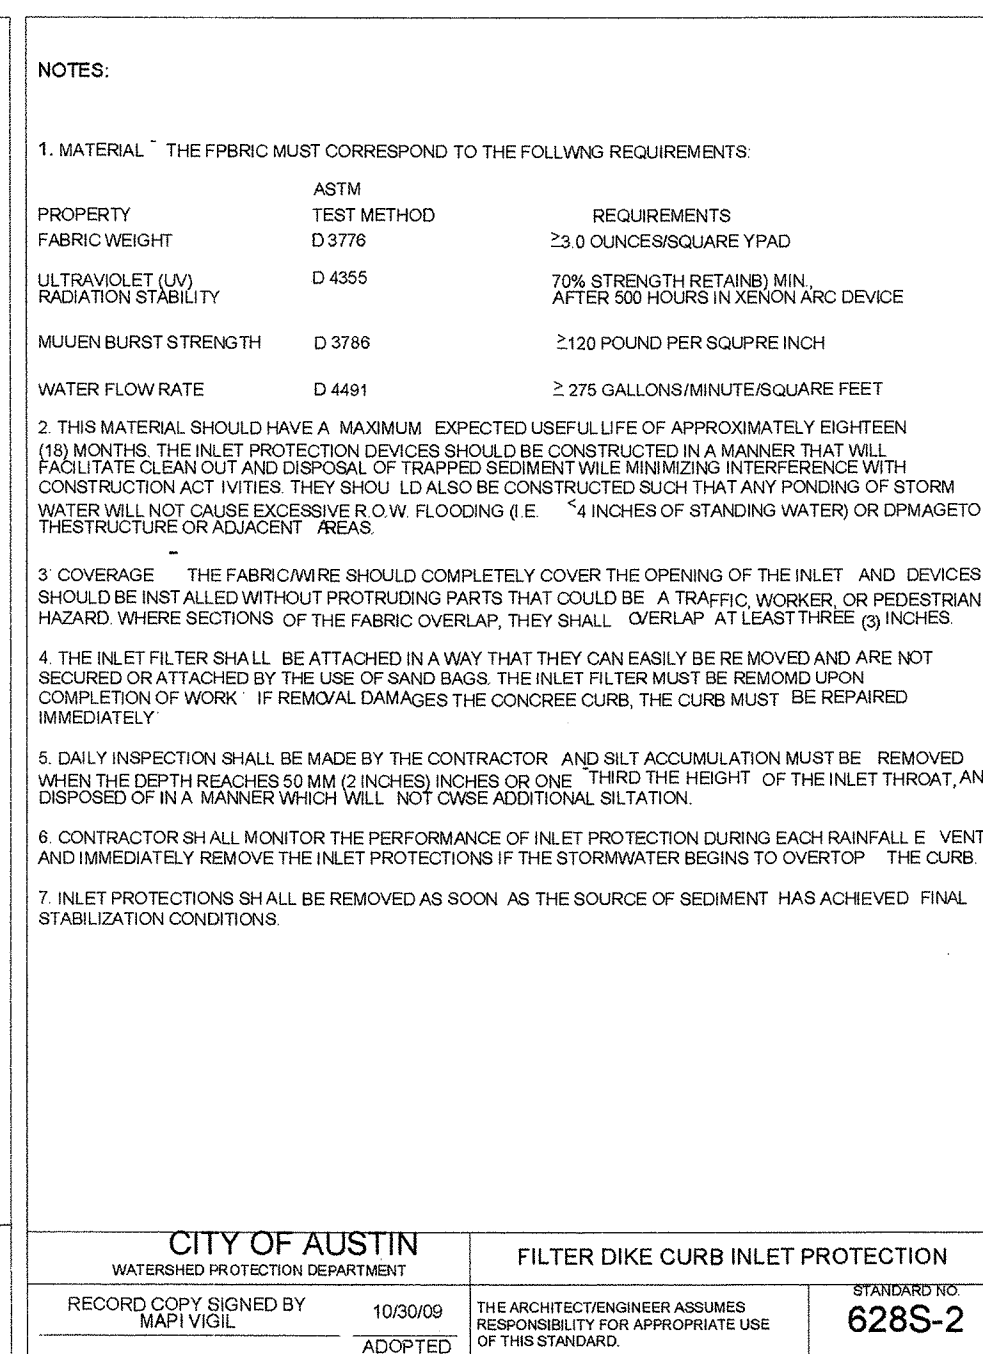 NOTES:
1. MATERIAL - THE FPBRIC MUST CORRESPOND TO THE FOLLWNG REQUIREMENTS:
ASTM
PROPERTY TEST METHOD REQUIREMENTS
FABRIC WEIGHT D 3776 ≥3.0 OUNCES/SQUARE YPAD
ULTRAVIOLET (UV) D 4355 70% STRENGTH RETAINB) MIN.,
RADIATION STABILITY AFTER 500 HOURS IN XENON ARC DEVICE
MUUEN BURST STRENGTH D 3786 ≥120 POUND PER SQUPRE INCH
WATER FLOW RATE D 4491 ≥ 275 GALLONS/MINUTE/SQUARE FEET
2. THIS MATERIAL SHOULD HAVE A MAXIMUM EXPECTED USEFUL LIFE OF APPROXIMATELY EIGHTEEN
(18) MONTHS. THE INLET PROTECTION DEVICES SHOULD BE CONSTRUCTED IN A MANNER THAT WILL
FACILITATE CLEAN OUT AND DISPOSAL OF TRAPPED SEDIMENT WILE MINIMIZING INTERFERENCE WITH
CONSTRUCTION ACT IVITIES. THEY SHOU LD ALSO BE CONSTRUCTED SUCH THAT ANY PONDING OF STORM
WATER WILL NOT CAUSE EXCESSIVE R.O.W. FLOODING (I.E. <4 INCHES OF STANDING WATER) OR DPMAGETO
THESTRUCTURE OR ADJACENT AREAS.
3 COVERAGE - THE FABRIC/WIRE SHOULD COMPLETELY COVER THE OPENING OF THE INLET AND DEVICES
SHOULD BE INST ALLED WITHOUT PROTRUDING PARTS THAT COULD BE A TRAFFIC, WORKER, OR PEDESTRIAN
HAZARD. WHERE SECTIONS OF THE FABRIC OVERLAP, THEY SHALL OVERLAP AT LEAST THREE (3) INCHES.
4. THE INLET FILTER SHALL BE ATTACHED IN A WAY THAT THEY CAN EASILY BE RE MOVED AND ARE NOT
SECURED OR ATTACHED BY THE USE OF SAND BAGS. THE INLET FILTER MUST BE REMOMD UPON
COMPLETION OF WORK IF REMOVAL DAMAGES THE CONCREE CURB, THE CURB MUST BE REPAIRED
IMMEDIATELY
5. DAILY INSPECTION SHALL BE MADE BY THE CONTRACTOR AND SILT ACCUMULATION MUST BE REMOVED
WHEN THE DEPTH REACHES 50 MM (2 INCHES) INCHES OR ONE -THIRD THE HEIGHT OF THE INLET THROAT, AN
DISPOSED OF IN A MANNER WHICH WILL NOT CWSE ADDITIONAL SILTATION.
6. CONTRACTOR SH ALL MONITOR THE PERFORMANCE OF INLET PROTECTION DURING EACH RAINFALL E VENT
AND IMMEDIATELY REMOVE THE INLET PROTECTIONS IF THE STORMWATER BEGINS TO OVERTOP THE CURB.
7. INLET PROTECTIONS SH ALL BE REMOVED AS SOON AS THE SOURCE OF SEDIMENT HAS ACHIEVED FINAL
STABILIZATION CONDITIONS.
CITY OF AUSTIN
WATERSHED PROTECTION DEPARTMENT
FILTER DIKE CURB INLET PROTECTION
RECORD COPY SIGNED BY
MAPI VIGIL
10/30/09
ADOPTED
THE ARCHITECT/ENGINEER ASSUMES
RESPONSIBILITY FOR APPROPRIATE USE
OF THIS STANDARD.
STANDARD NO.
628S-2